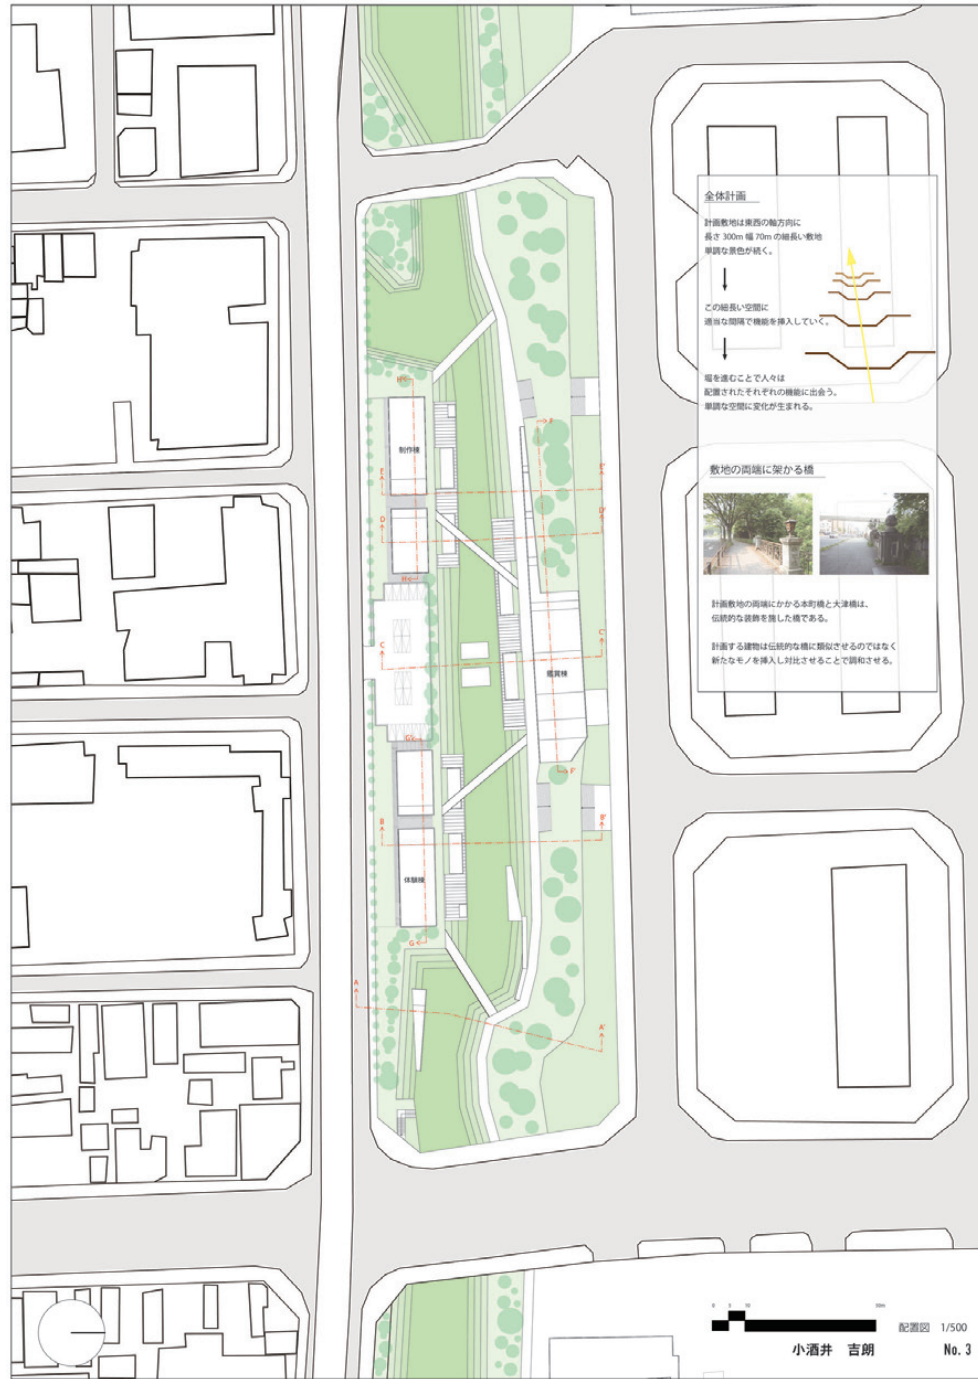 全体計画
計画敷地は東西の軸方向に
長さ 300m 幅 70m の細長い敷地
単調な景色が続く。
この細長い空間に
適当な間隔で機能を挿入していく。
堀を進むことで人々は
配置されたそれぞれの機能に出会う。
単調な空間に変化が生まれる。
敷地の両端に架かる橋
計画敷地の両端にかかる本町橋と大津橋は、
伝統的な装飾を施した橋である。
計画する建物は伝統的な橋に類似させるのではなく
新たなモノを挿入し対比させることで調和させる。
H
F
制作棟
E
E'
D
D'
H'
C
C'
鑑賞棟
G'
F'
B
B'
体験棟
G
A
A'
0 5 10
配置図 1/500
小酒井 吉朗
No. 3